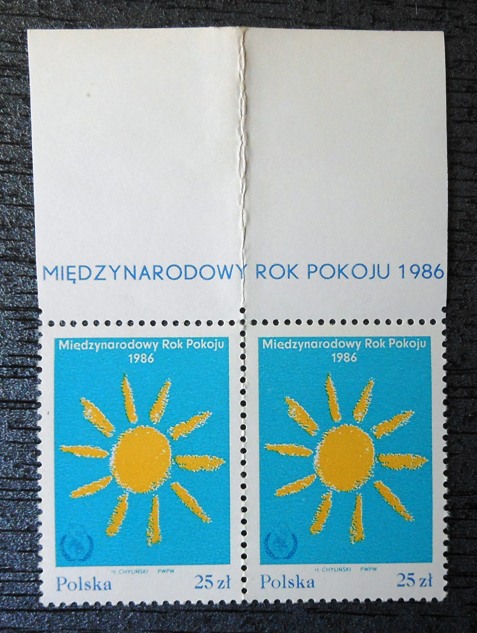 MIĘDZYNARODOWY ROK POKOJU 1986
Międzynarodowy Rok Pokoju
1986
H. CHYLIŃSKI PWPW
Polska 25 zł
Międzynarodowy Rok Pokoju
1986
H. CHYLIŃSKI PWPW
Polska 25 zł